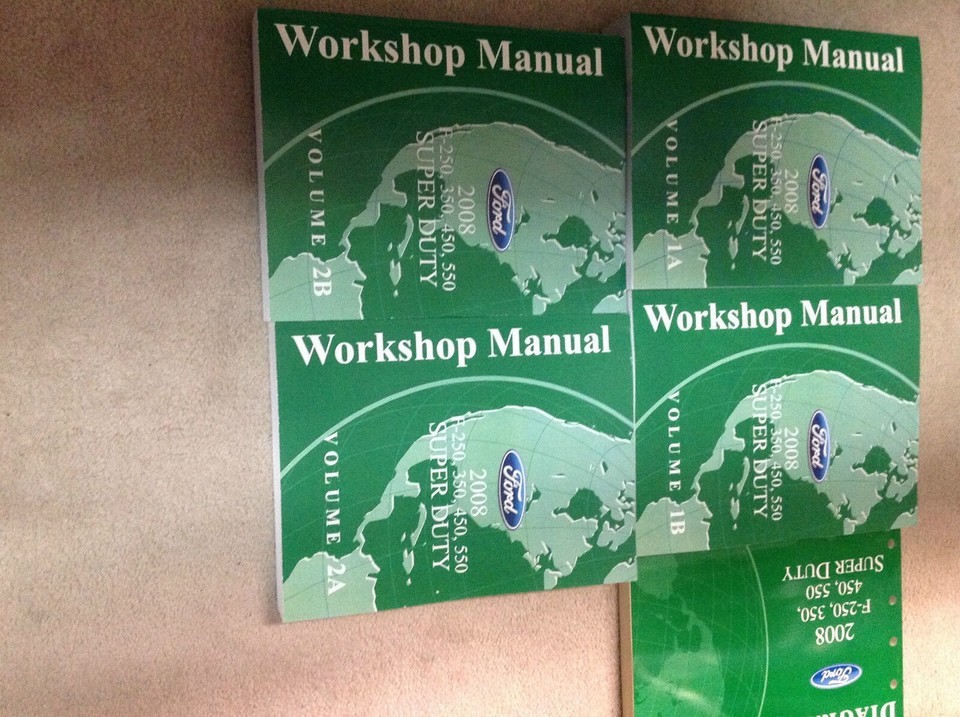 Workshop Manual
Ford
2008
F-250, 350, 450, 550
SUPER DUTY
VOLUME 2B
Workshop Manual
Ford
2008
F-250, 350, 450, 550
SUPER DUTY
VOLUME 1A
Workshop Manual
Ford
2008
F-250, 350, 450, 550
SUPER DUTY
VOLUME 2A
Workshop Manual
Ford
2008
F-250, 350, 450, 550
SUPER DUTY
VOLUME 1B
Ford
2008
F-250, 350,
450, 550
SUPER DUTY